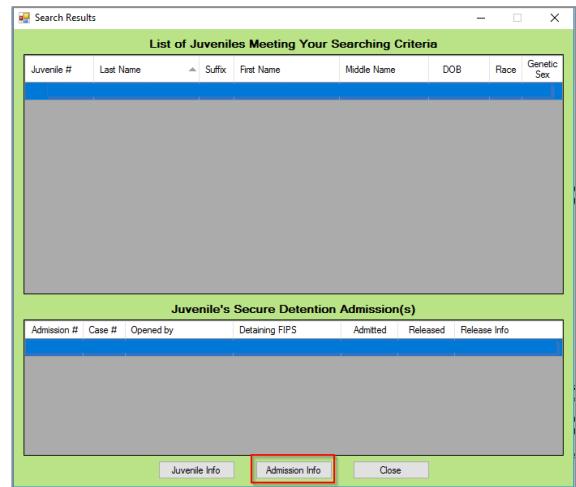 Search Results
List of Juveniles Meeting Your Searching Criteria
Juvenile # Last Name Suffix First Name Middle Name DOB Race Genetic Sex
Juvenile's Secure Detention Admission(s)
Admission # Case # Opened by Detaining FIPS Admitted Released Release Info
Juvenile Info Admission Info Close